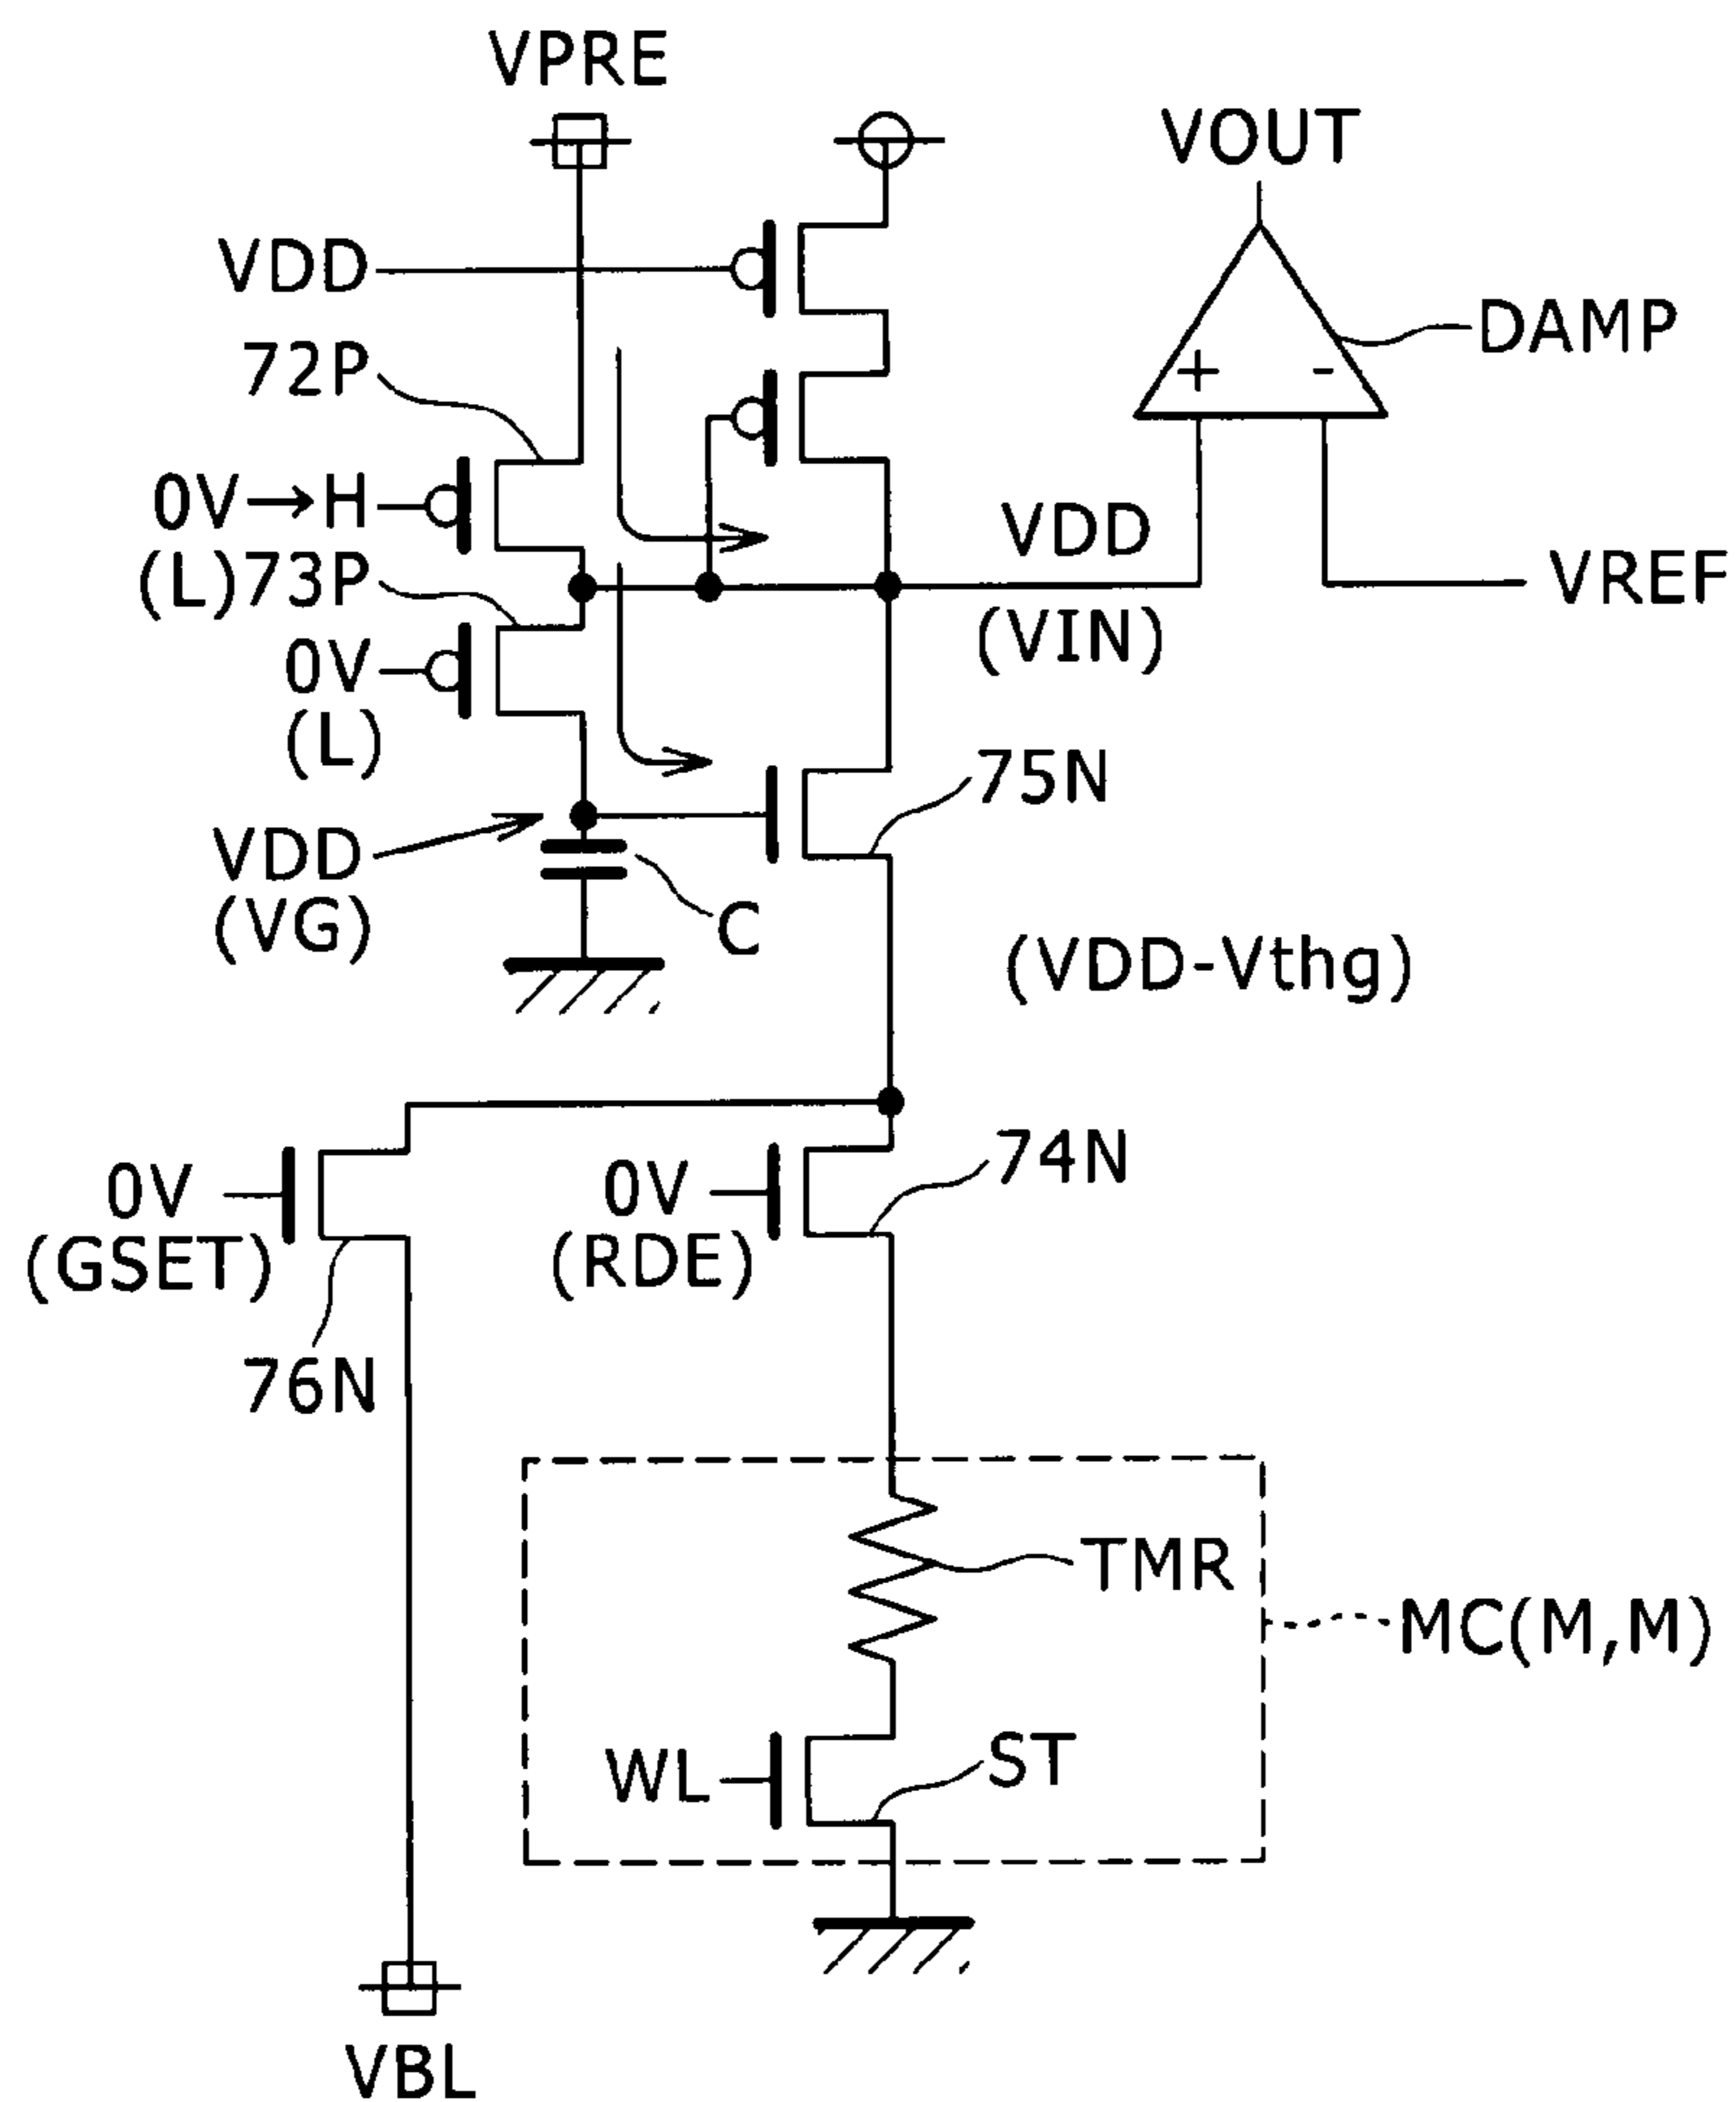 VPRE
VOUT
VDD
DAMP
72P
+ -
0V→H
(L)
73P
VDD
(VIN)
VREF
0V
(L)
75N
VDD
(VG)
C
(VDD-Vthg)
0V
(GSET)
0V
(RDE)
74N
76N
TMR
MC(M,M)
WL
ST
VBL